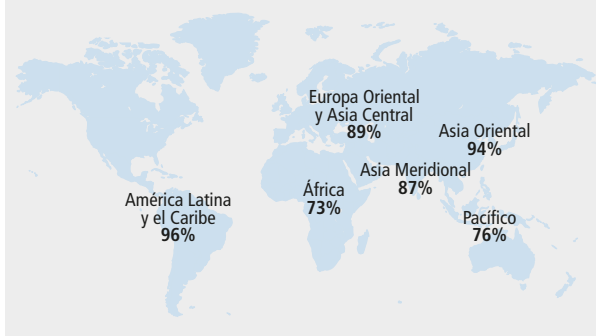 Europa Oriental
y Asia Central
89%
Asia Oriental
94%
Asia Meridional
87%
América Latina
y el Caribe
96%
África
73%
Pacífico
76%